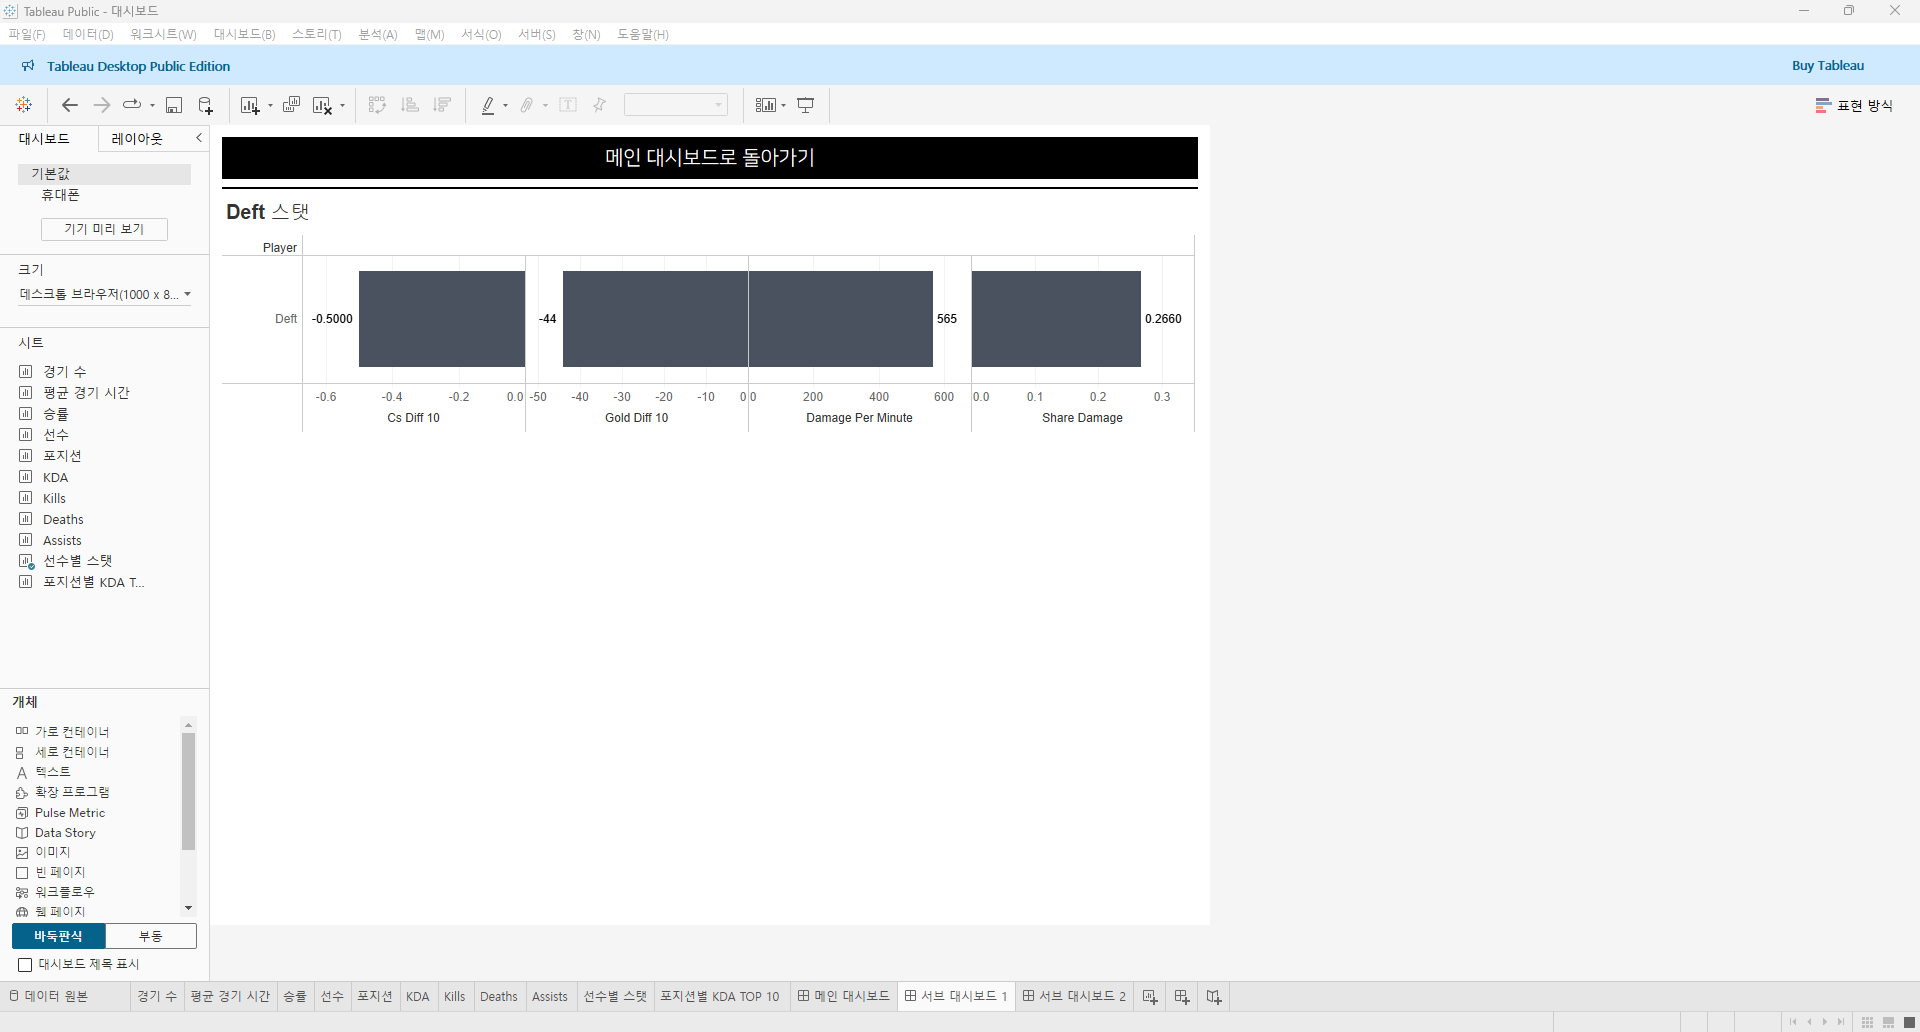 Tableau Public - 대시보드
파일(F) 데이터(D) 워크시트(W) 대시보드(B) 스토리(T) 분석(A) 맵(M) 서식(O) 서버(S) 창(N) 도움말(H)
Tableau Desktop Public Edition Buy Tableau
표현 방식
대시보드 레이아웃
기본값
휴대폰
기기 미리 보기
크기
데스크톱 브라우저(1000 x 8...
시트
경기 수
평균 경기 시간
승률
선수
포지션
KDA
Kills
Deaths
Assists
선수별 스탯
포지션별 KDA T...
개체
가로 컨테이너
세로 컨테이너
텍스트
확장 프로그램
Pulse Metric
Data Story
이미지
빈 페이지
워크플로우
웹 페이지
바둑판식 부동
대시보드 제목 표시
메인 대시보드로 돌아가기
Deft 스탯
Player
Deft -0.5000 -44 565 0.2660
-0.6 -0.4 -0.2 0.0 -50 -40 -30 -20 -10 0 0 200 400 600 0.0 0.1 0.2 0.3
Cs Diff 10 Gold Diff 10 Damage Per Minute Share Damage
데이터 원본 경기 수 평균 경기 시간 승률 선수 포지션 KDA Kills Deaths Assists 선수별 스탯 포지션별 KDA TOP 10 메인 대시보드 서브 대시보드 1 서브 대시보드 2